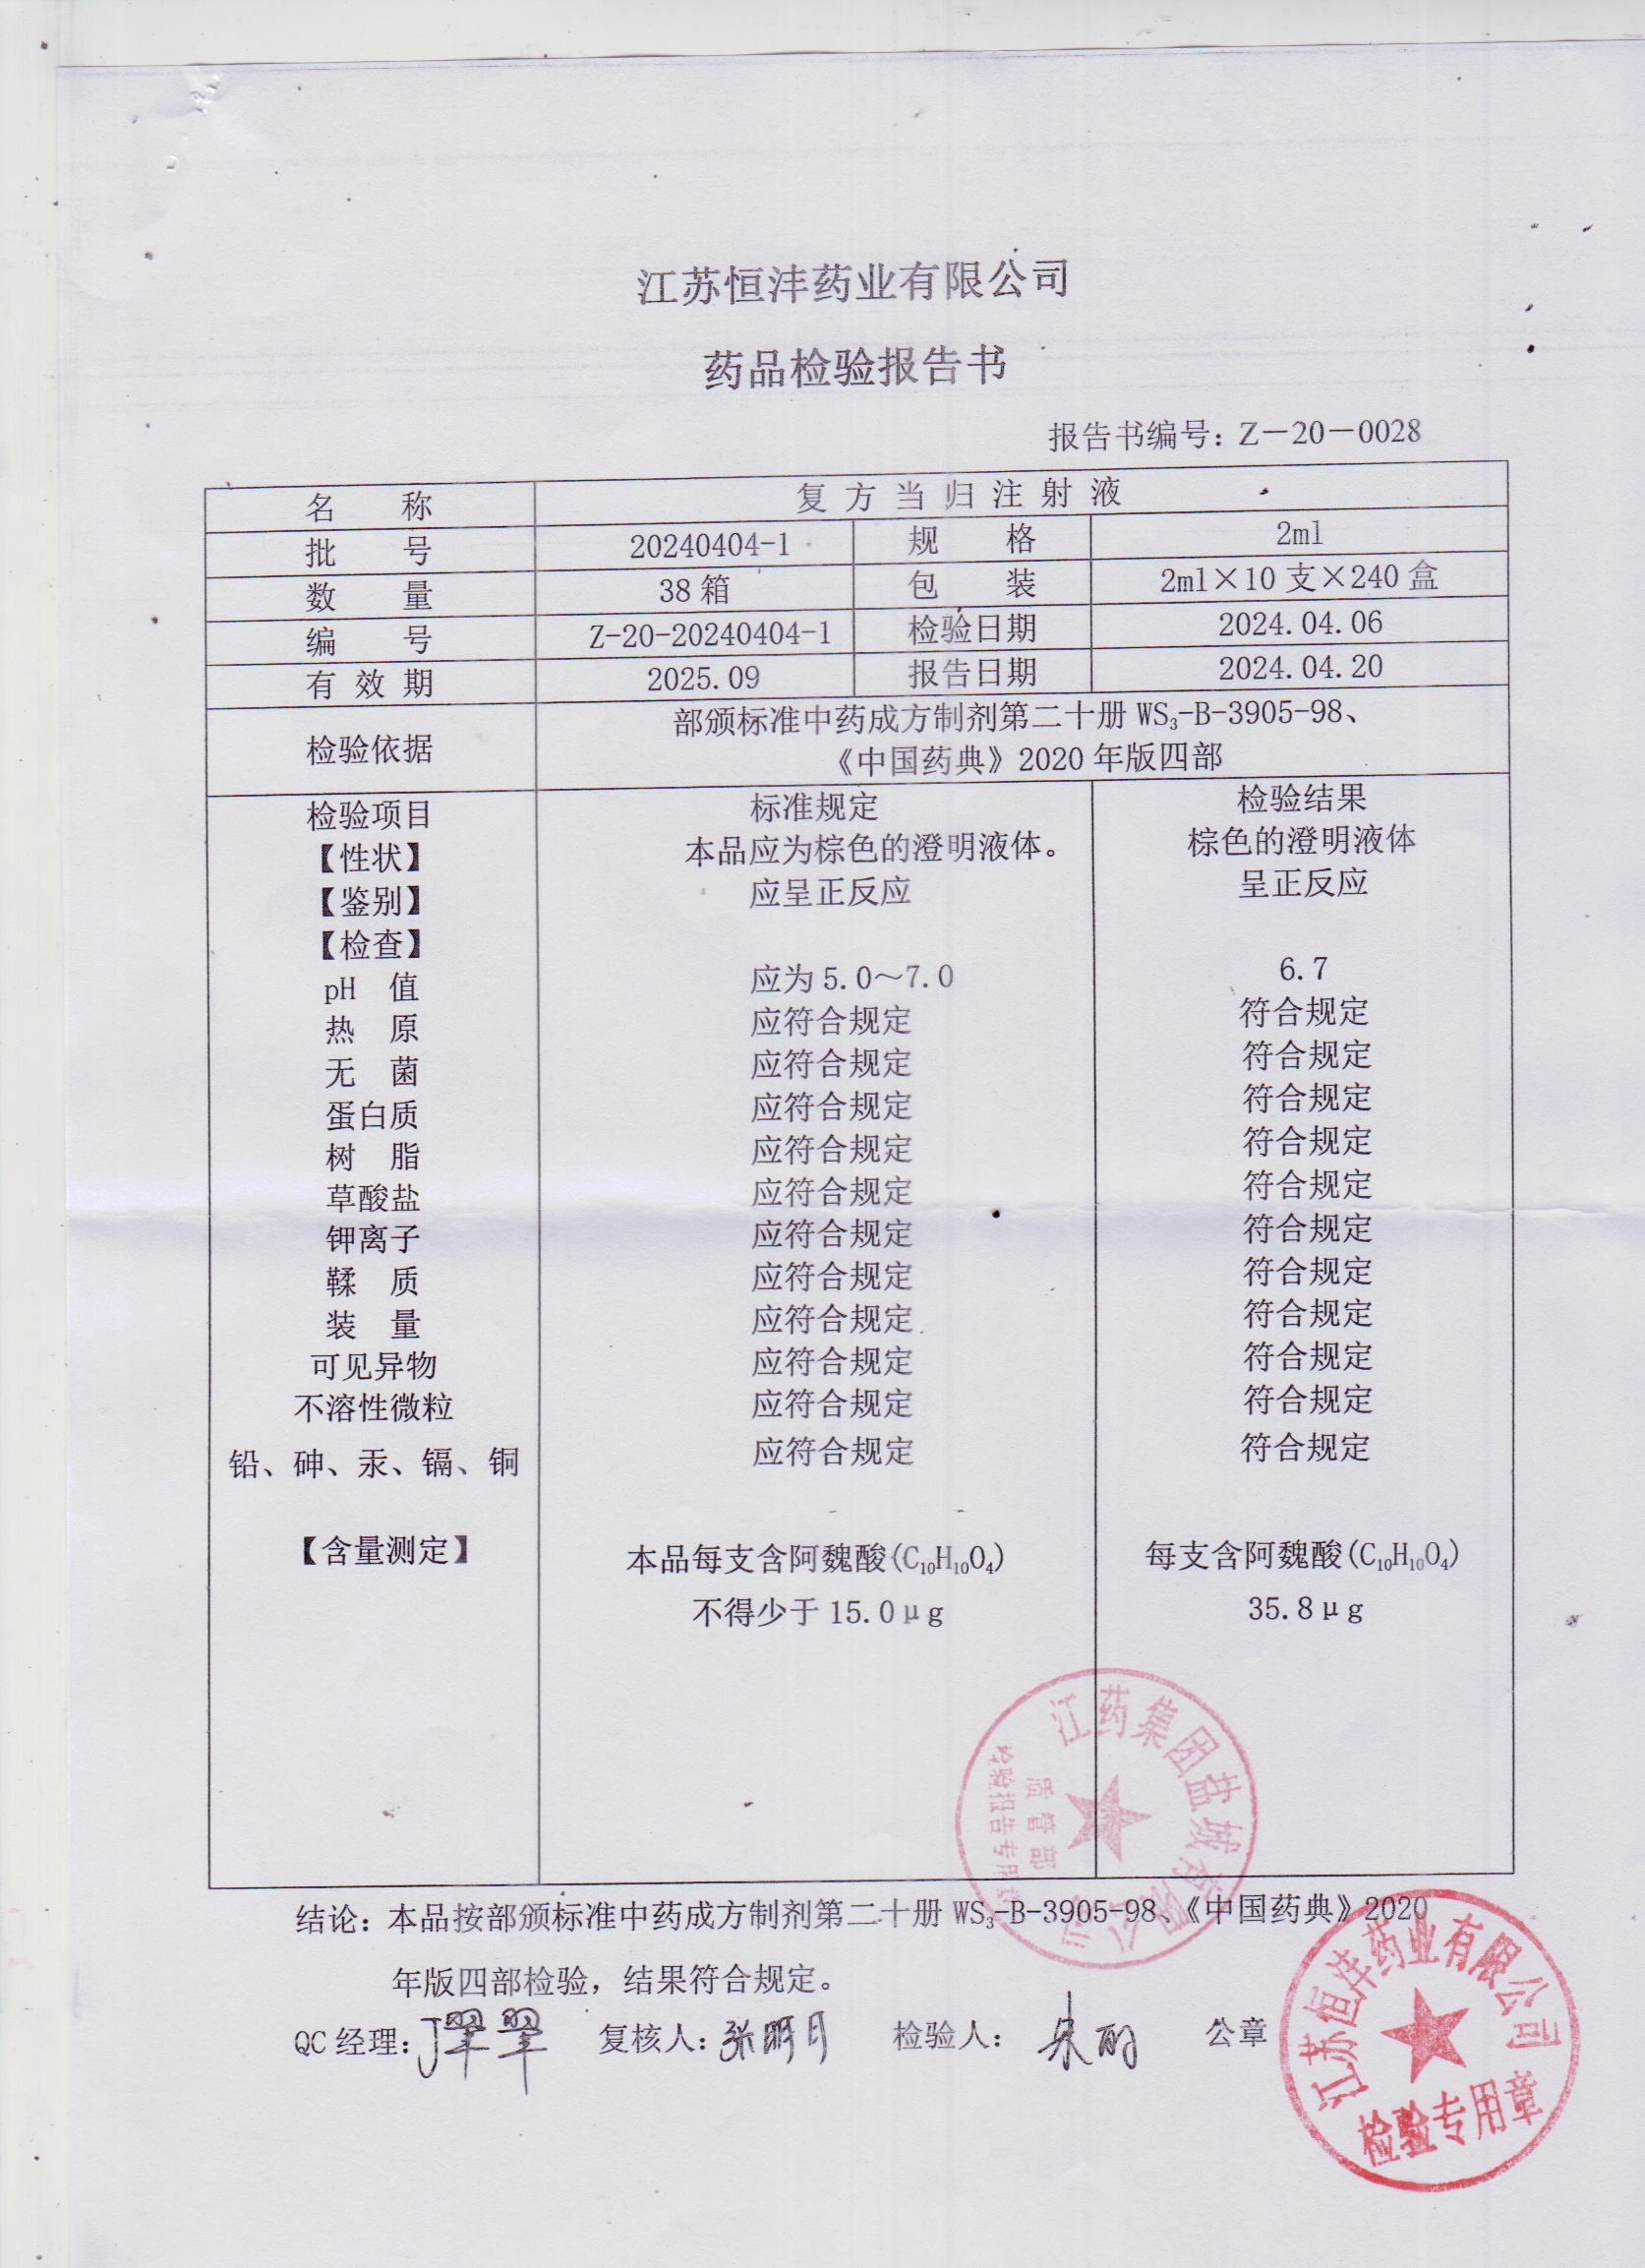 江苏恒沣药业有限公司
药品检验报告书
报告书编号：Z－20－0028
名 称 复方当归注射液
批 号 20240404-1 规 格 2ml
数 量 38箱 包 装 2ml×10支×240盒
编 号 Z-20-20240404-1 检验日期 2024.04.06
有效期 2025.09 报告日期 2024.04.20
检验依据 部颁标准中药成方制剂第二十册 WS₃-B-3905-98、
《中国药典》2020年版四部
检验项目 标准规定 检验结果
【性状】 本品应为棕色的澄明液体。 棕色的澄明液体
【鉴别】 应呈正反应 呈正反应
【检查】
pH 值 应为 5.0～7.0 6.7
热 原 应符合规定 符合规定
无 菌 应符合规定 符合规定
蛋白质 应符合规定 符合规定
树 脂 应符合规定 符合规定
草酸盐 应符合规定 符合规定
钾离子 应符合规定 符合规定
鞣 质 应符合规定 符合规定
装 量 应符合规定 符合规定
可见异物 应符合规定 符合规定
不溶性微粒 应符合规定 符合规定
铅、砷、汞、镉、铜 应符合规定 符合规定
【含量测定】 本品每支含阿魏酸(C₁₀H₁₀O₄) 每支含阿魏酸(C₁₀H₁₀O₄)
不得少于 15.0μg 35.8μg
江药集团盐城有限公司
质管部
检验报告专用章
结论：本品按部颁标准中药成方制剂第二十册 WS₃-B-3905-98、《中国药典》2020
年版四部检验，结果符合规定。
QC 经理： 复核人：张明月 检验人： 公章
江苏恒沣药业有限公司
检验专用章